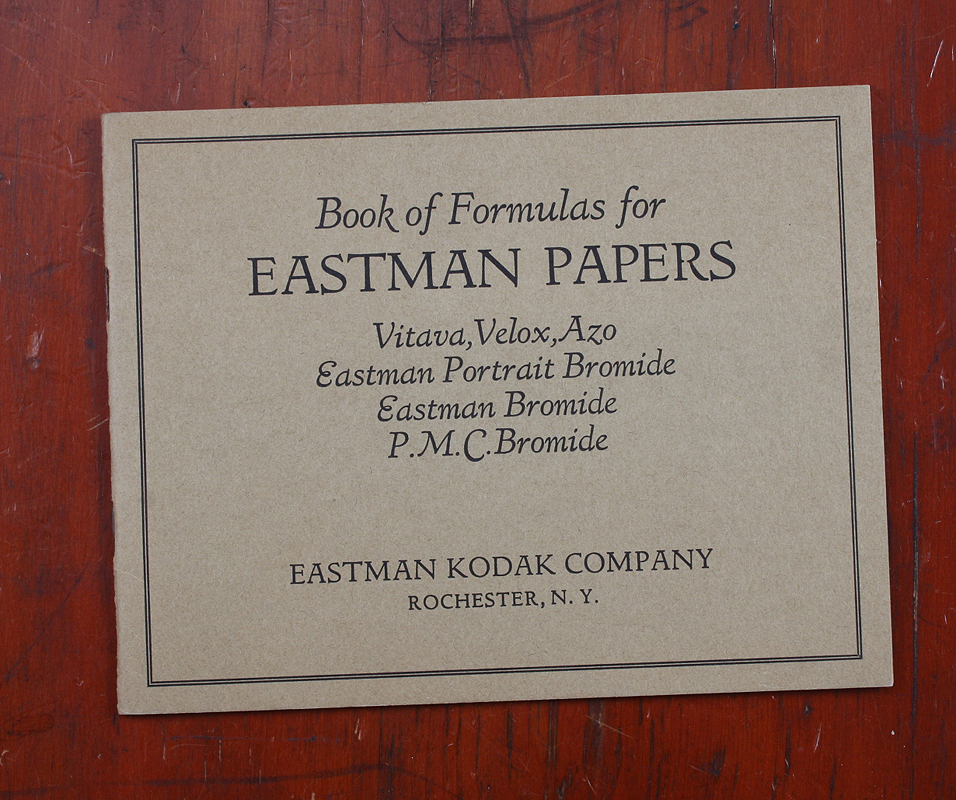 Book of Formulas for
EASTMAN PAPERS
Vitava, Velox, Azo
Eastman Portrait Bromide
Eastman Bromide
P.M.C. Bromide
EASTMAN KODAK COMPANY
ROCHESTER, N. Y.